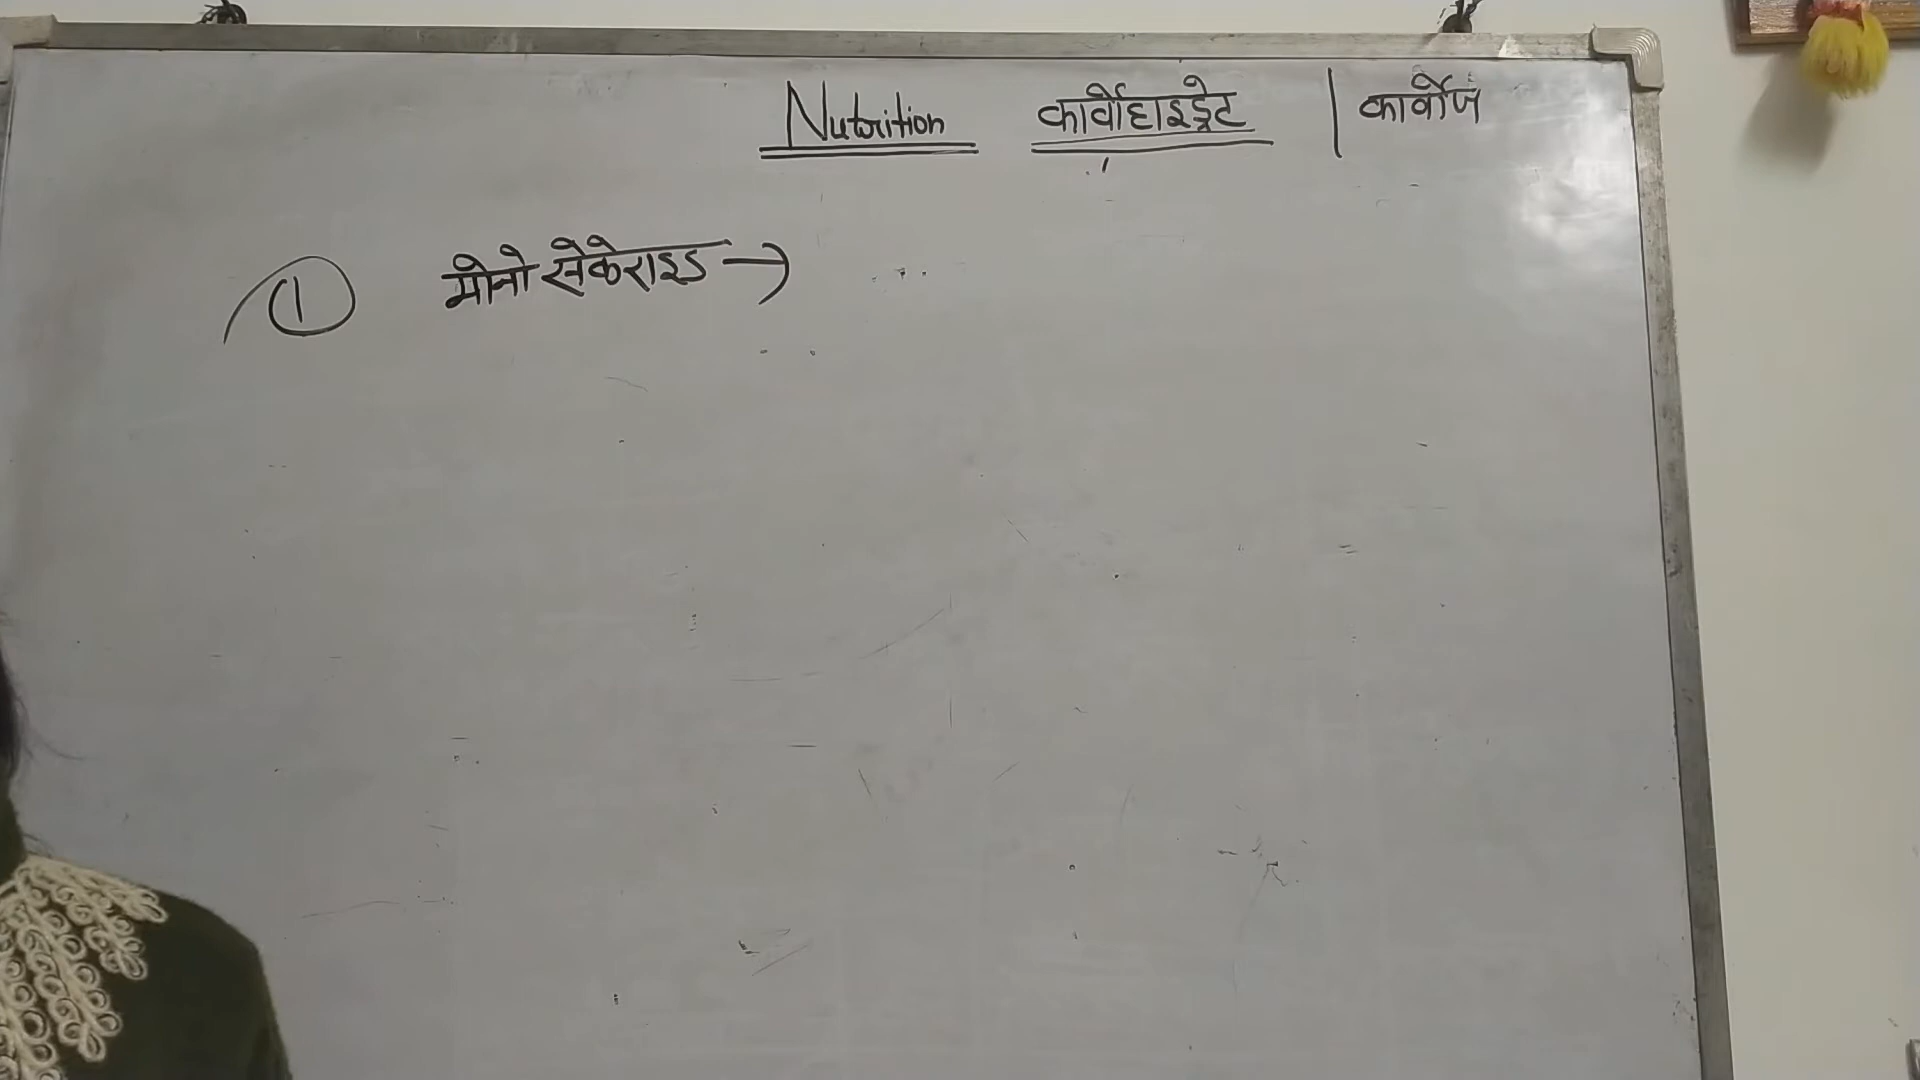 Nutrition कार्वोहाइड्रेट | कार्वोज
① मोनो सेकेराइड →